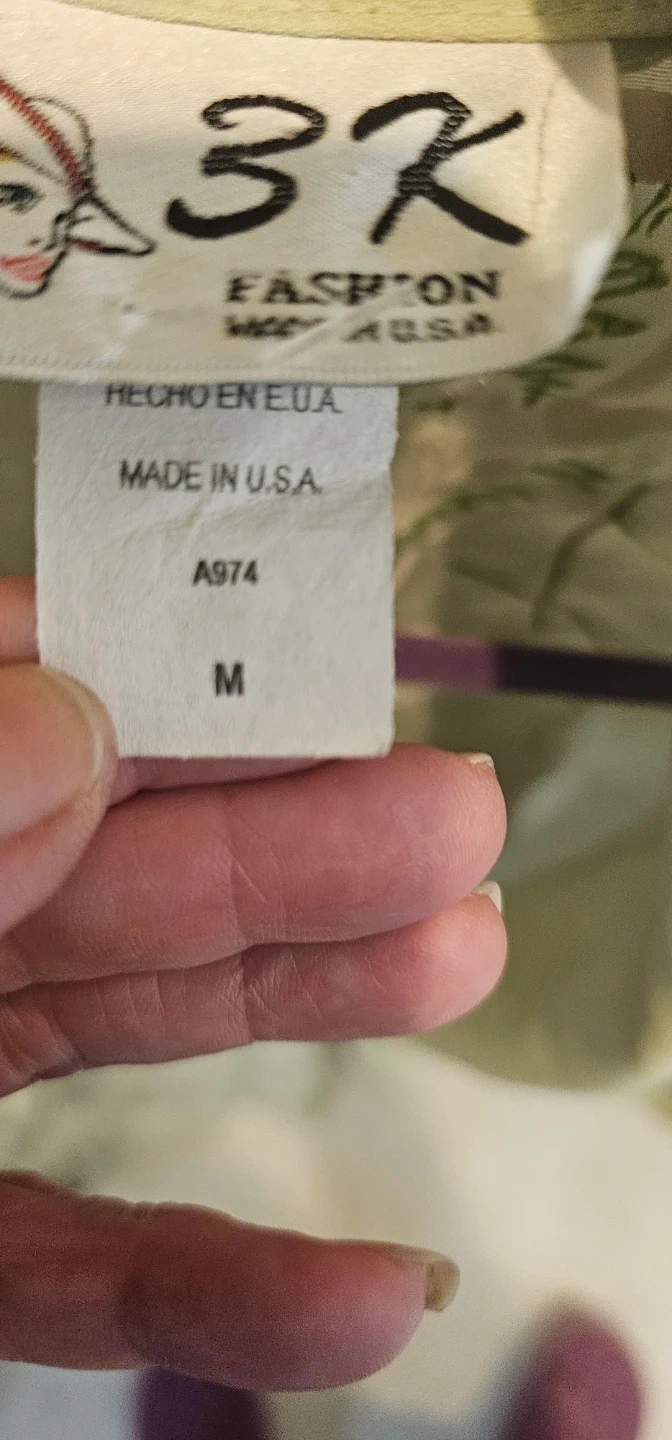 3K
FASHION
U.S.A.
HECHO EN E.U.A.
MADE IN U.S.A.
A974
M